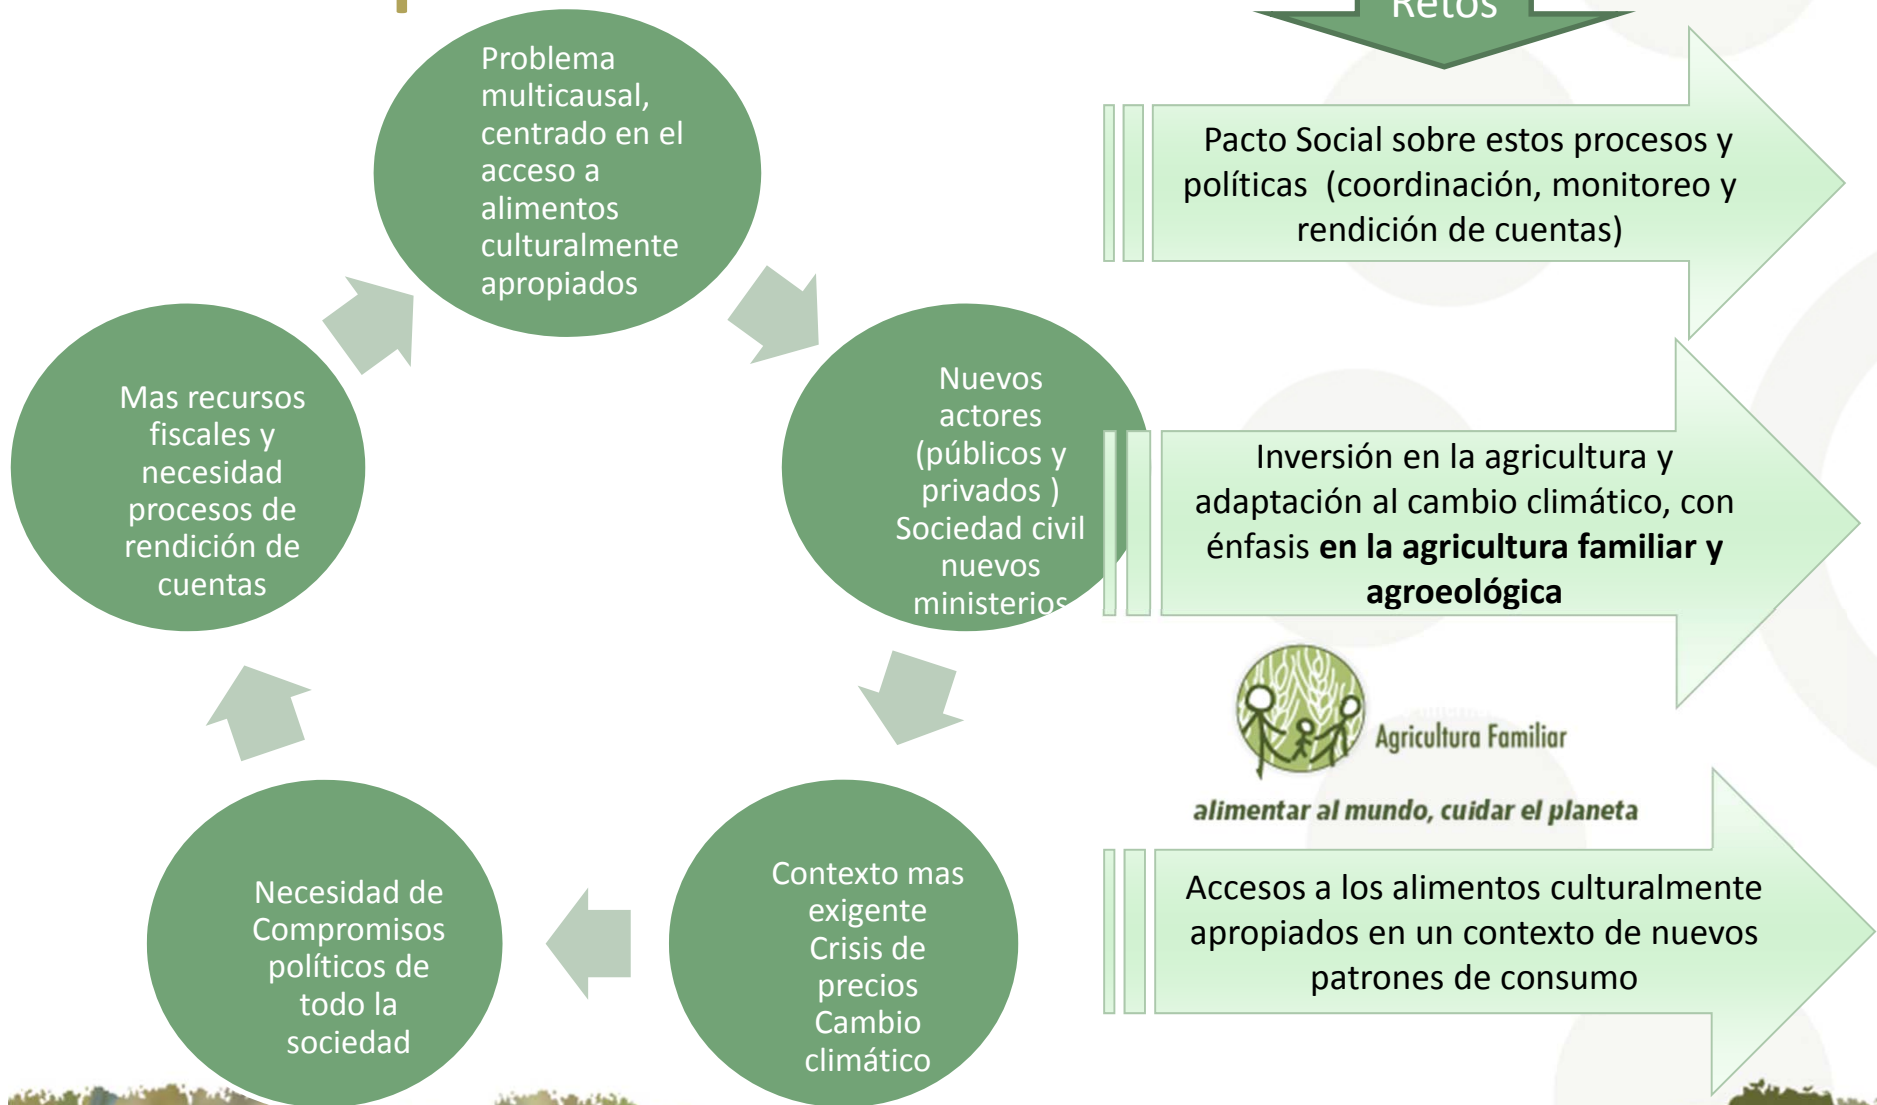 Retos
Problema
multicausal,
centrado en el
acceso a
alimentos
culturalmente
apropiados
Nuevos
actores
(públicos y
privados )
Sociedad civil
nuevos
ministerios
Contexto mas
exigente
Crisis de
precios
Cambio
climático
Necesidad de
Compromisos
políticos de
todo la
sociedad
Mas recursos
fiscales y
necesidad
procesos de
rendición de
cuentas
Pacto Social sobre estos procesos y
políticas (coordinación, monitoreo y
rendición de cuentas)
Inversión en la agricultura y
adaptación al cambio climático, con
énfasis en la agricultura familiar y
agroeológica
Agricultura Familiar
alimentar al mundo, cuidar el planeta
Accesos a los alimentos culturalmente
apropiados en un contexto de nuevos
patrones de consumo